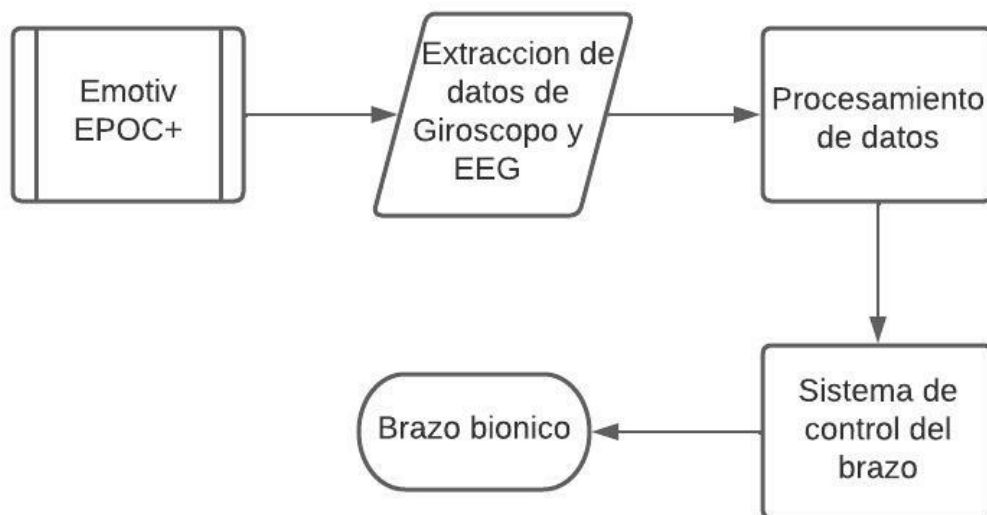 Emotiv
EPOC+
Extraccion de
datos de
Giroscopo y
EEG
Procesamiento
de datos
Sistema de
control del
brazo
Brazo bionico